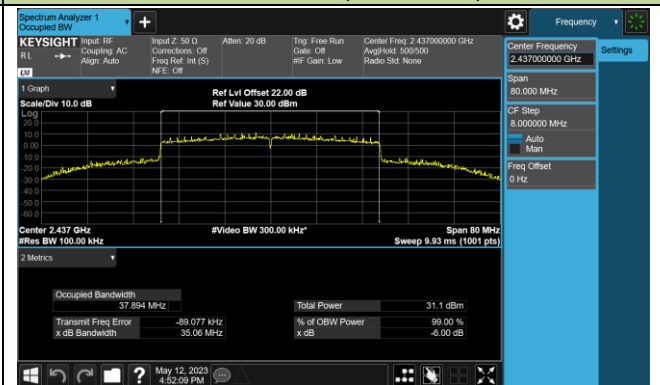 Spectrum Analyzer 1
Occupied BW
Frequency
KEYSIGHT
RL
LXI
Input: RF
Coupling: AC
Align: Auto
Input Z: 50 Ω
Corrections: Off
Freq Ref: Int (S)
NFE: Off
Atten: 20 dB
Trig: Free Run
Gate: Off
#IF Gain: Low
Center Freq: 2.437000000 GHz
Avg|Hold: 500/500
Radio Std: None
Center Frequency
2.437000000 GHz
Settings
Span
80.000 MHz
CF Step
8.000000 MHz
Auto
Man
Freq Offset
0 Hz
1 Graph
Scale/Div 10.0 dB
Ref Lvl Offset 22.00 dB
Ref Value 30.00 dBm
Log
20.0
10.0
0.00
-10.0
-20.0
-30.0
-40.0
-50.0
-60.0
Center 2.437 GHz
#Video BW 300.00 kHz*
Span 80 MHz
#Res BW 100.00 kHz
Sweep 9.93 ms (1001 pts)
2 Metrics
Occupied Bandwidth
37.894 MHz
Total Power 31.1 dBm
Transmit Freq Error -89.077 kHz
% of OBW Power 99.00 %
x dB Bandwidth 35.06 MHz
x dB -6.00 dB
?
May 12, 2023
4:52:09 PM